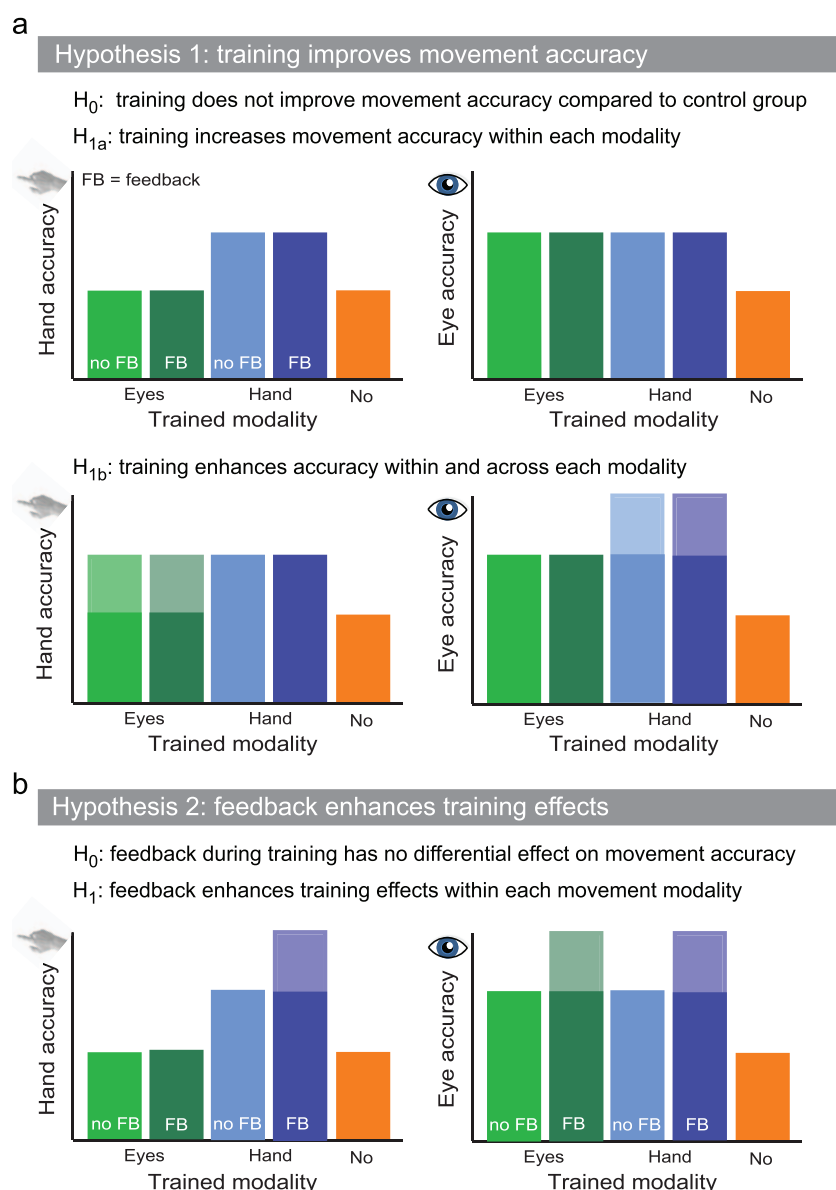 a
Hypothesis 1: training improves movement accuracy
H0: training does not improve movement accuracy compared to control group
H1a: training increases movement accuracy within each modality
FB = feedback
Hand accuracy
no FB FB no FB FB
Eyes Hand No
Trained modality
Eye accuracy
Eyes Hand No
Trained modality
H1b: training enhances accuracy within and across each modality
Hand accuracy
Eyes Hand No
Trained modality
Eye accuracy
Eyes Hand No
Trained modality
b
Hypothesis 2: feedback enhances training effects
H0: feedback during training has no differential effect on movement accuracy
H1: feedback enhances training effects within each movement modality
Hand accuracy
no FB FB no FB FB
Eyes Hand No
Trained modality
Eye accuracy
no FB FB no FB FB
Eyes Hand No
Trained modality